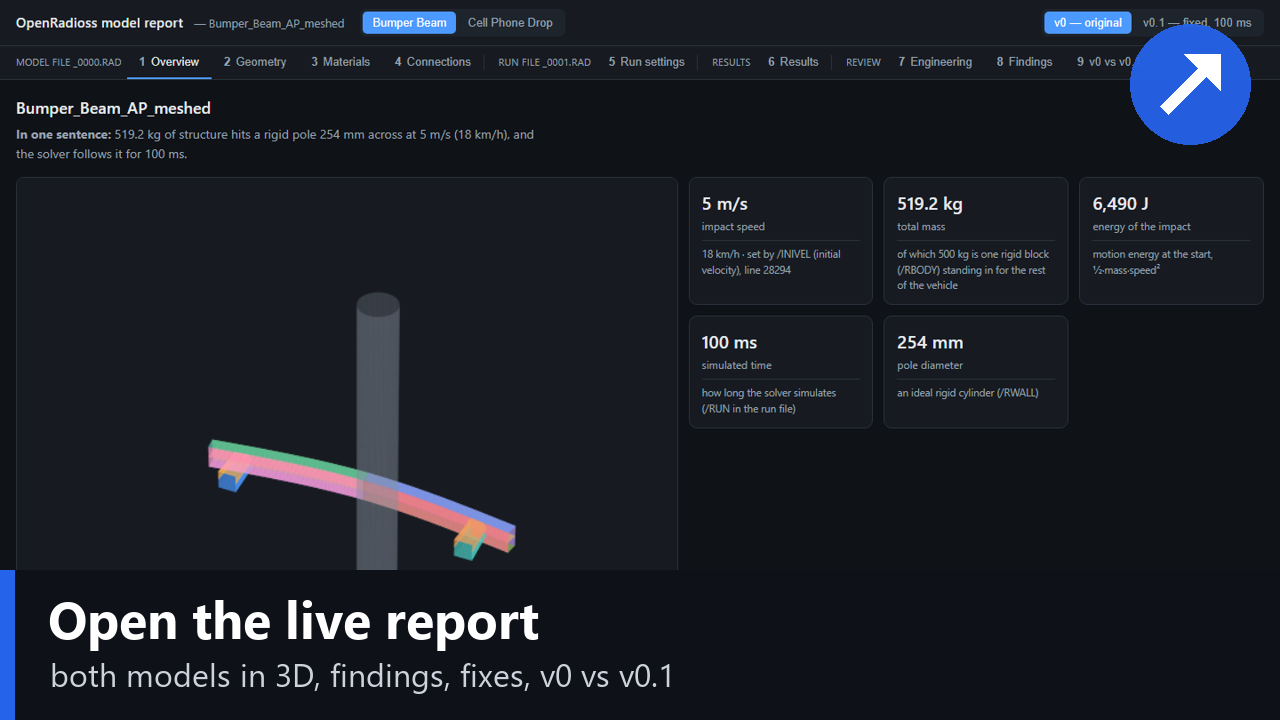 OpenRadioss model report — Bumper_Beam_AP_meshed Bumper Beam Cell Phone Drop v0 — original v0.1 — fixed, 100 ms
MODEL FILE _0000.RAD 1 Overview 2 Geometry 3 Materials 4 Connections RUN FILE _0001.RAD 5 Run settings RESULTS 6 Results REVIEW 7 Engineering 8 Findings 9 v0 vs v0.
Bumper_Beam_AP_meshed
In one sentence: 519.2 kg of structure hits a rigid pole 254 mm across at 5 m/s (18 km/h), and
the solver follows it for 100 ms.
5 m/s
impact speed
18 km/h · set by /INIVEL (initial
velocity), line 28294
519.2 kg
total mass
of which 500 kg is one rigid block
(/RBODY) standing in for the rest
of the vehicle
6,490 J
energy of the impact
motion energy at the start,
½·mass·speed²
100 ms
simulated time
how long the solver simulates
(/RUN in the run file)
254 mm
pole diameter
an ideal rigid cylinder (/RWALL)
Open the live report
both models in 3D, findings, fixes, v0 vs v0.1